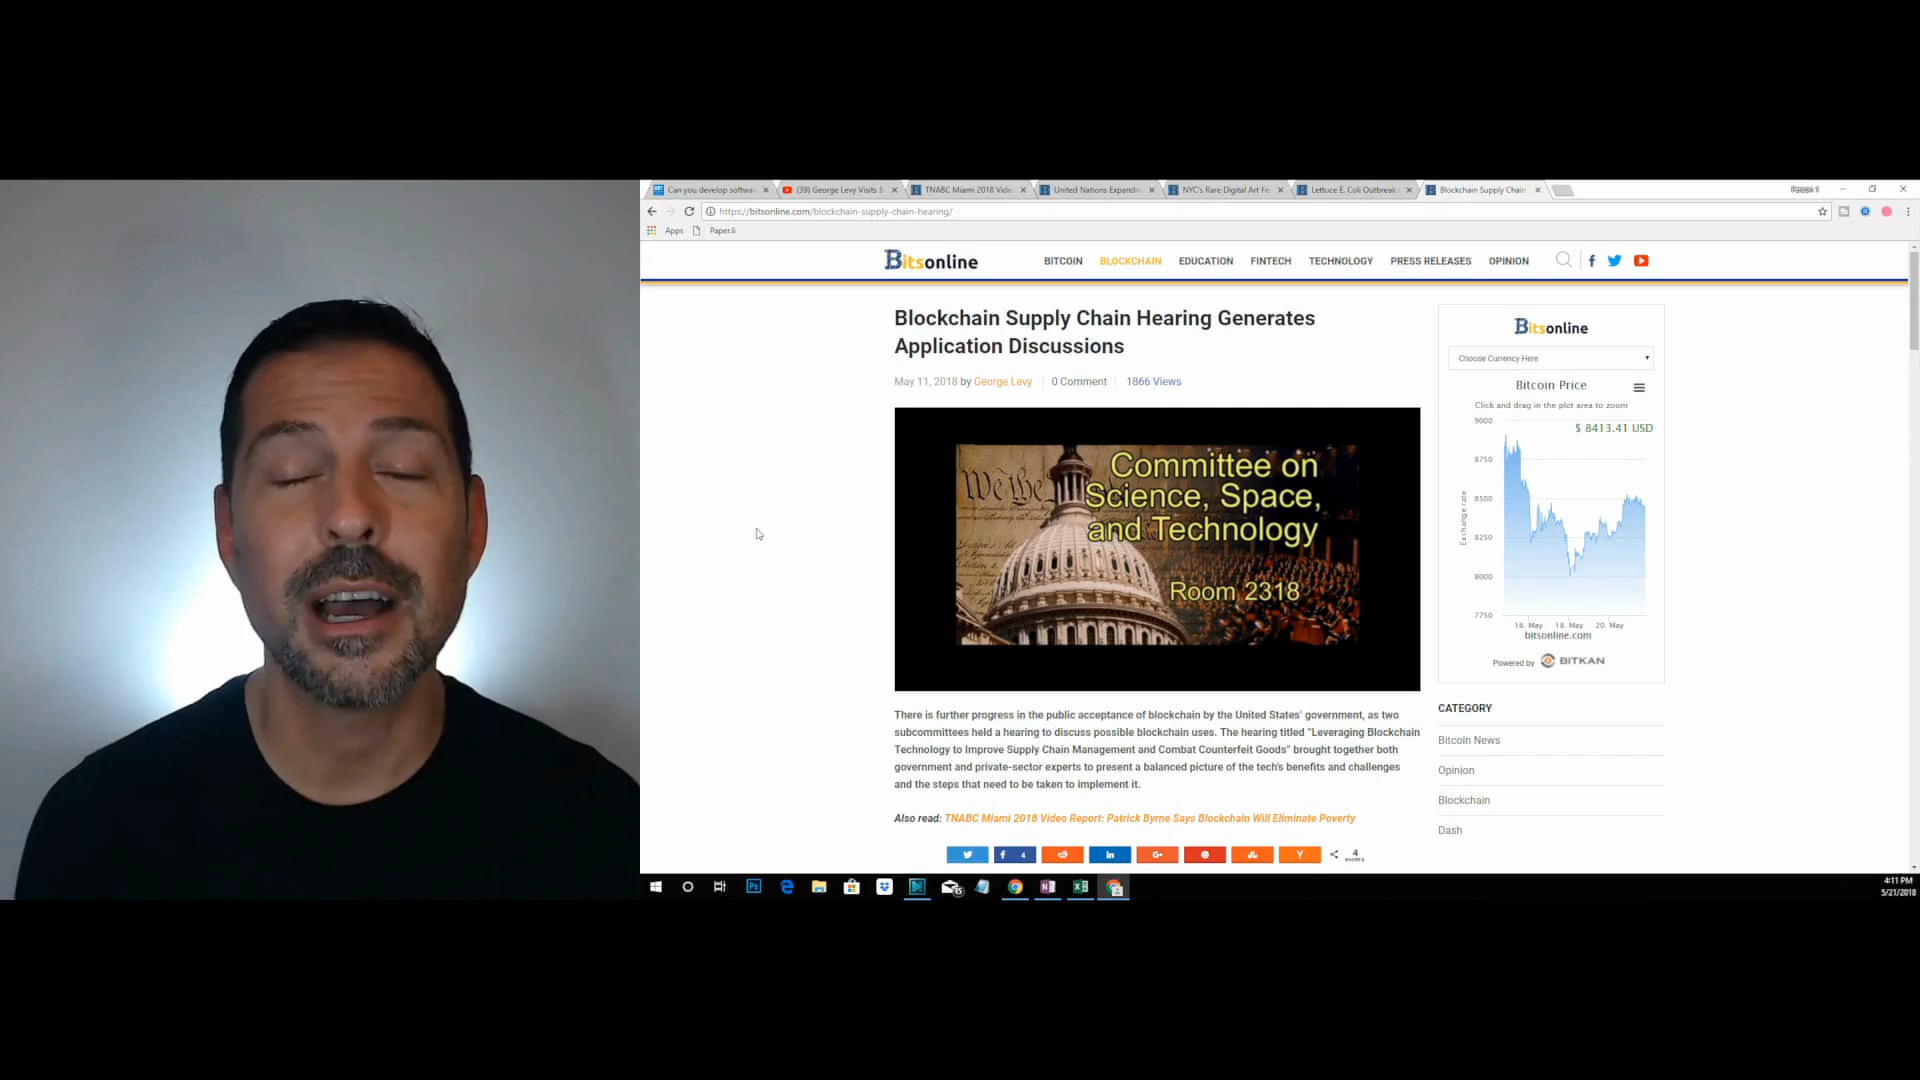 Can you develop softwa
(39) George Levy Visits B
TNABC Miami 2018 Vide
United Nations Expandin
NYC's Rare Digital Art Fe
Lettuce E. Coli Outbreak
Blockchain Supply Chain
https://bitsonline.com/blockchain-supply-chain-hearing/
Apps
Paper.li
Bitsonline
BITCOIN
BLOCKCHAIN
EDUCATION
FINTECH
TECHNOLOGY
PRESS RELEASES
OPINION
Blockchain Supply Chain Hearing Generates
Application Discussions
May 11, 2018 by George Levy
0 Comment
1866 Views
We the
Committee on
Science, Space,
and Technology
Room 2318
There is further progress in the public acceptance of blockchain by the United States' government, as two
subcommittees held a hearing to discuss possible blockchain uses. The hearing titled "Leveraging Blockchain
Technology to Improve Supply Chain Management and Combat Counterfeit Goods" brought together both
government and private-sector experts to present a balanced picture of the tech's benefits and challenges
and the steps that need to be taken to implement it.
Also read: TNABC Miami 2018 Video Report: Patrick Byrne Says Blockchain Will Eliminate Poverty
4
4
SHARES
Bitsonline
Choose Currency Here
Bitcoin Price
Click and drag in the plot area to zoom
$ 8413.41 USD
9000
8750
8500
8250
8000
7750
Exchange rate
16. May
18. May
20. May
bitsonline.com
Powered by BITKAN
CATEGORY
Bitcoin News
Opinion
Blockchain
Dash
4:11 PM
5/21/2018